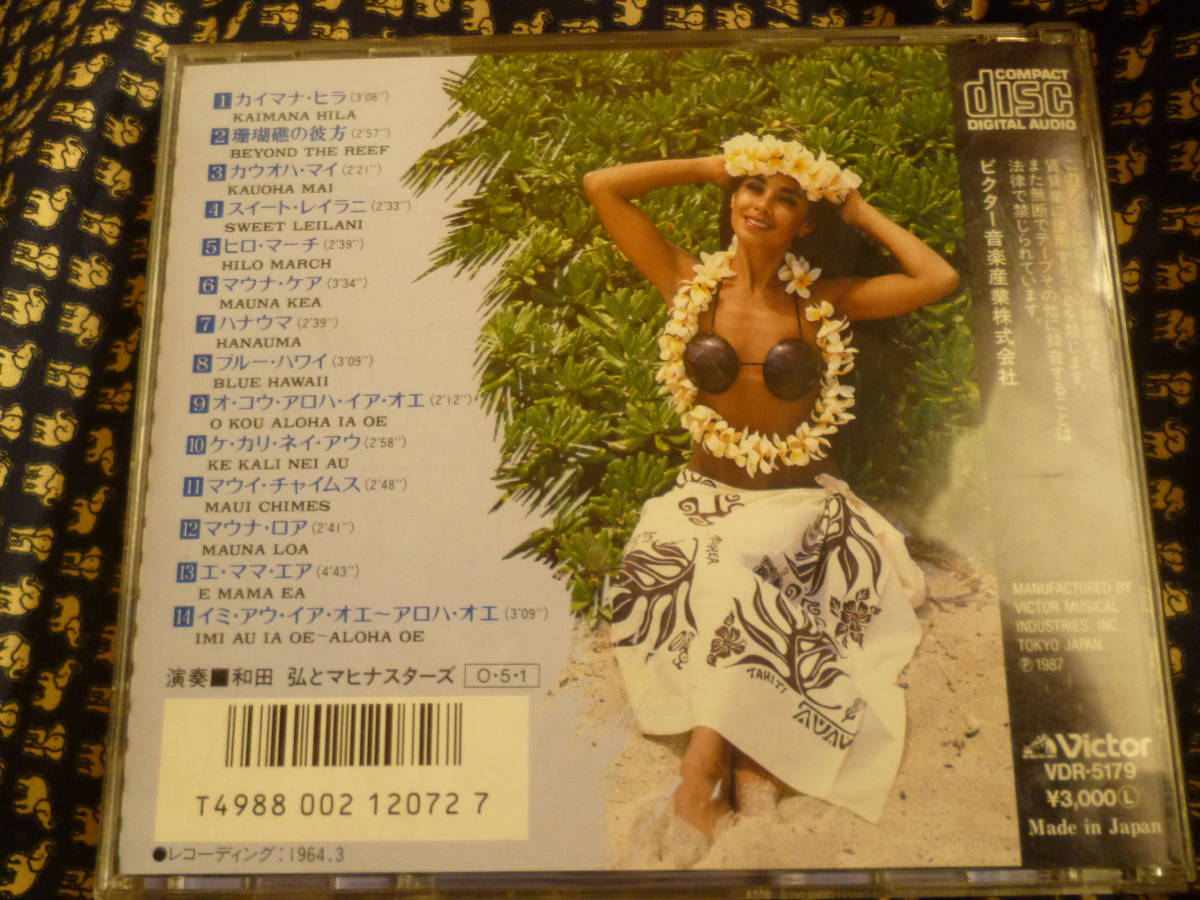 1 カイマナ・ヒラ (3'08")
KAIMANA HILA
2 珊瑚礁の彼方 (2'57")
BEYOND THE REEF
3 カウオハ・マイ (2'21")
KAUOHA MAI
4 スイート・レイラニ (2'33")
SWEET LEILANI
5 ヒロ・マーチ (2'39")
HILO MARCH
6 マウナ・ケア (3'34")
MAUNA KEA
7 ハナウマ (2'39")
HANAUMA
8 ブルー・ハワイ (3'09")
BLUE HAWAII
9 オ・コウ・アロハ・イア・オエ (2'12")
O KOU ALOHA IA OE
10 ケ・カリ・ネイ・アウ (2'58")
KE KALI NEI AU
11 マウイ・チャイムス (2'48")
MAUI CHIMES
12 マウナ・ロア (2'41")
MAUNA LOA
13 エ・ママ・エア (4'43")
E MAMA EA
14 イミ・アウ・イア・オエ〜アロハ・オエ (3'09")
IMI AU IA OE〜ALOHA OE
演奏■和田 弘とマヒナスターズ O・5・1
T4988 002 12072 7
●レコーディング:1964.3
TAHITI
COMPACT
disc
DIGITAL AUDIO
また無断でテープその他に録音することは
法律で禁じられています。
ビクター音楽産業株式会社
MANUFACTURED BY
VICTOR MUSICAL
INDUSTRIES, INC.
TOKYO JAPAN
Ⓟ1987
Victor
VDR-5179
¥3,000 Ⓛ
Made in Japan